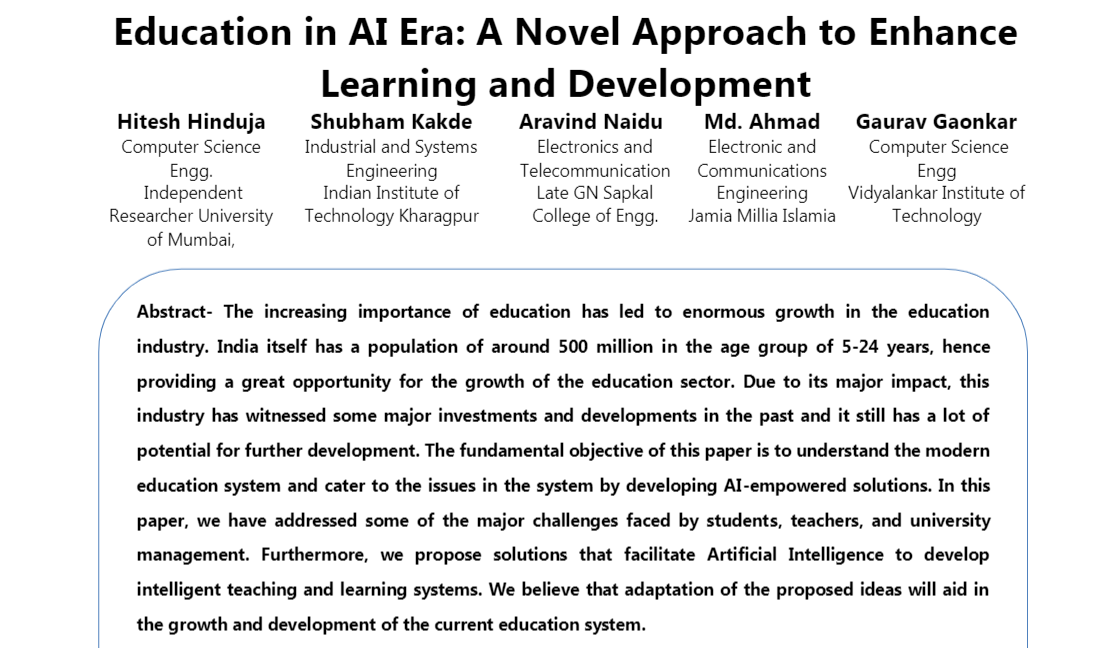 Education in AI Era: A Novel Approach to Enhance
Learning and Development
Hitesh Hinduja
Computer Science
Engg.
Independent
Researcher University
of Mumbai,
Shubham Kakde
Industrial and Systems
Engineering
Indian Institute of
Technology Kharagpur
Aravind Naidu
Electronics and
Telecommunication
Late GN Sapkal
College of Engg.
Md. Ahmad
Electronic and
Communications
Engineering
Jamia Millia Islamia
Gaurav Gaonkar
Computer Science
Engg
Vidyalankar Institute of
Technology
Abstract- The increasing importance of education has led to enormous growth in the education
industry. India itself has a population of around 500 million in the age group of 5-24 years, hence
providing a great opportunity for the growth of the education sector. Due to its major impact, this
industry has witnessed some major investments and developments in the past and it still has a lot of
potential for further development. The fundamental objective of this paper is to understand the modern
education system and cater to the issues in the system by developing AI-empowered solutions. In this
paper, we have addressed some of the major challenges faced by students, teachers, and university
management. Furthermore, we propose solutions that facilitate Artificial Intelligence to develop
intelligent teaching and learning systems. We believe that adaptation of the proposed ideas will aid in
the growth and development of the current education system.